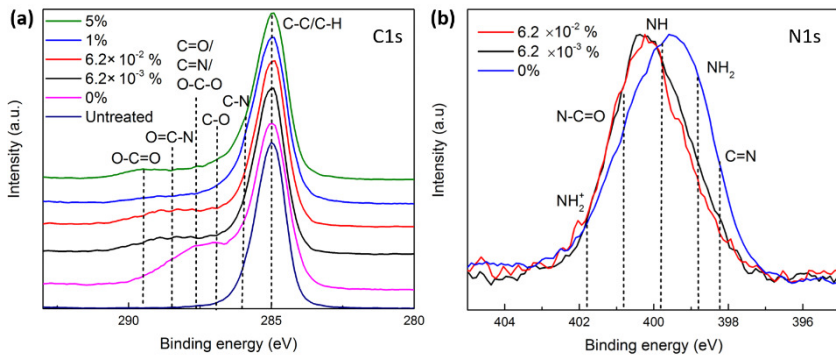 (a)
C1s
5%
1%
6.2× 10⁻² %
6.2× 10⁻³ %
0%
Untreated
C=O/
C=N/
O-C-O
C-C/C-H
C-N
C-O
O=C-N
O-C=O
Intensity (a.u.)
290
285
280
Binding energy (eV)
(b)
N1s
6.2 ×10⁻² %
6.2 ×10⁻³ %
0%
NH
NH₂
N-C=O
C=N
NH₂⁺
Intensity (a.u.)
404
402
400
398
396
Binding energy (eV)